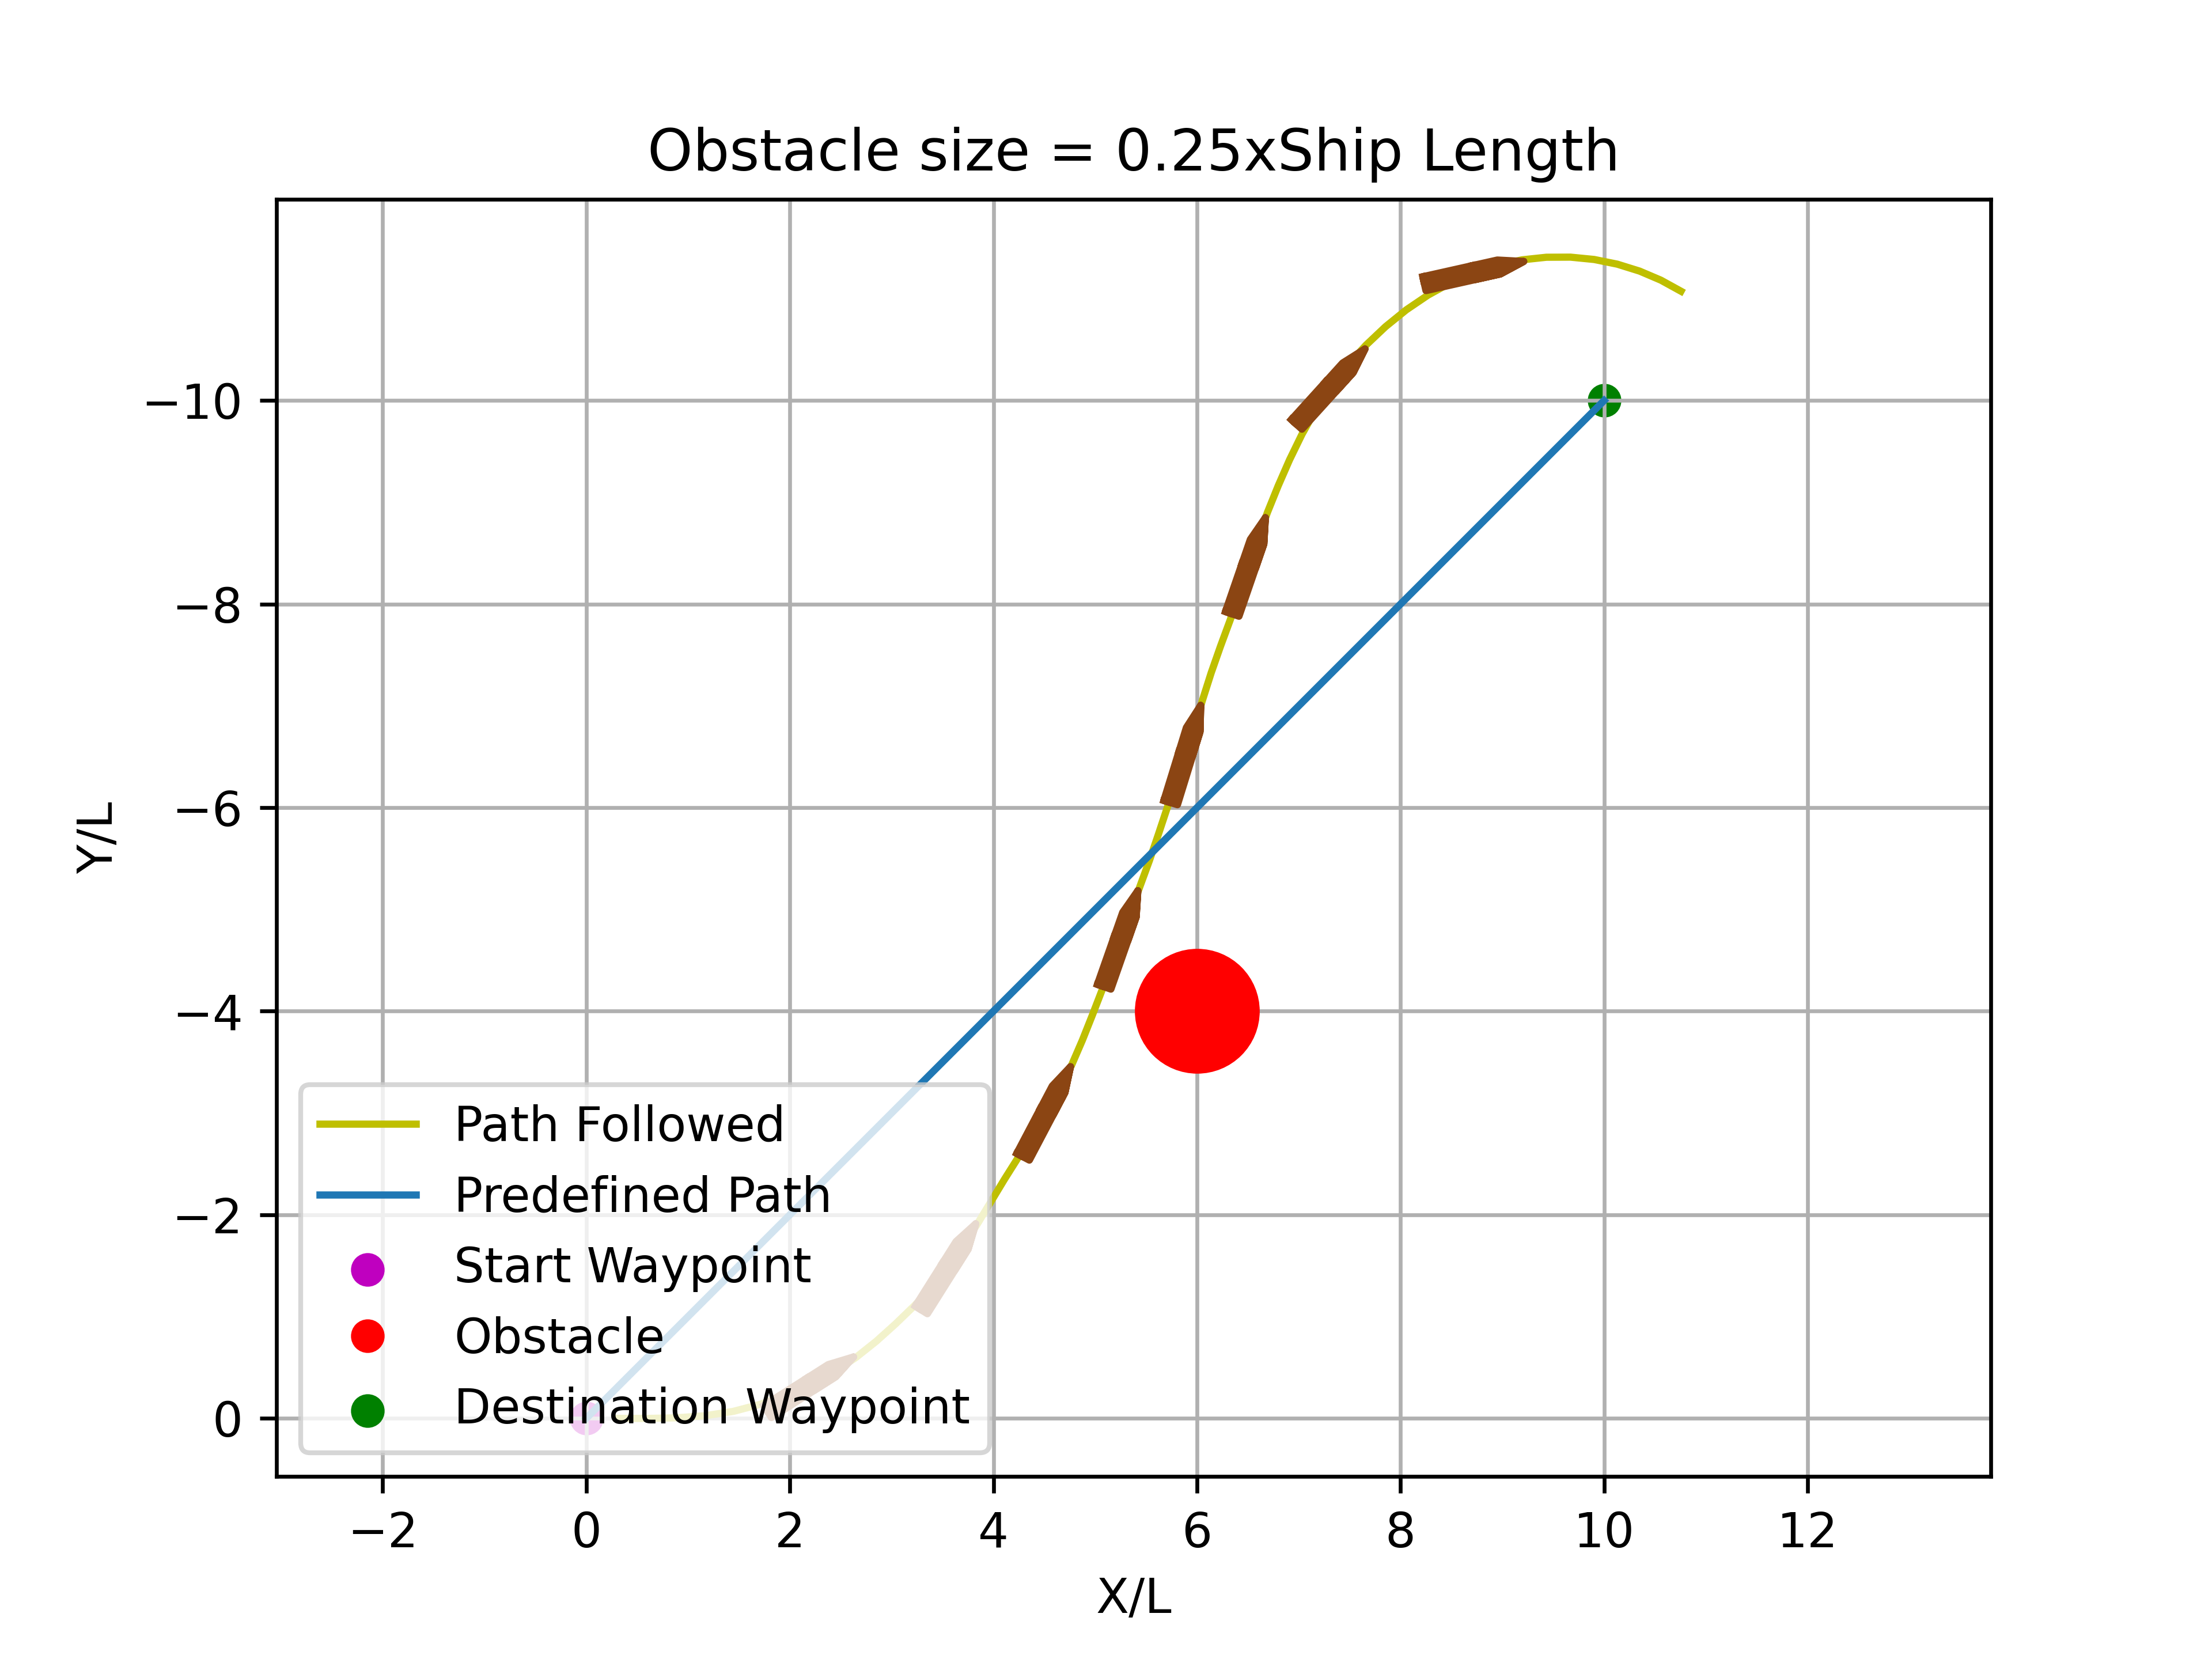 Obstacle size = 0.25xShip Length
−10
−8
−6
−4
−2
0
Y/L
Path Followed
Predefined Path
Start Waypoint
Obstacle
Destination Waypoint
−2 0 2 4 6 8 10 12
X/L